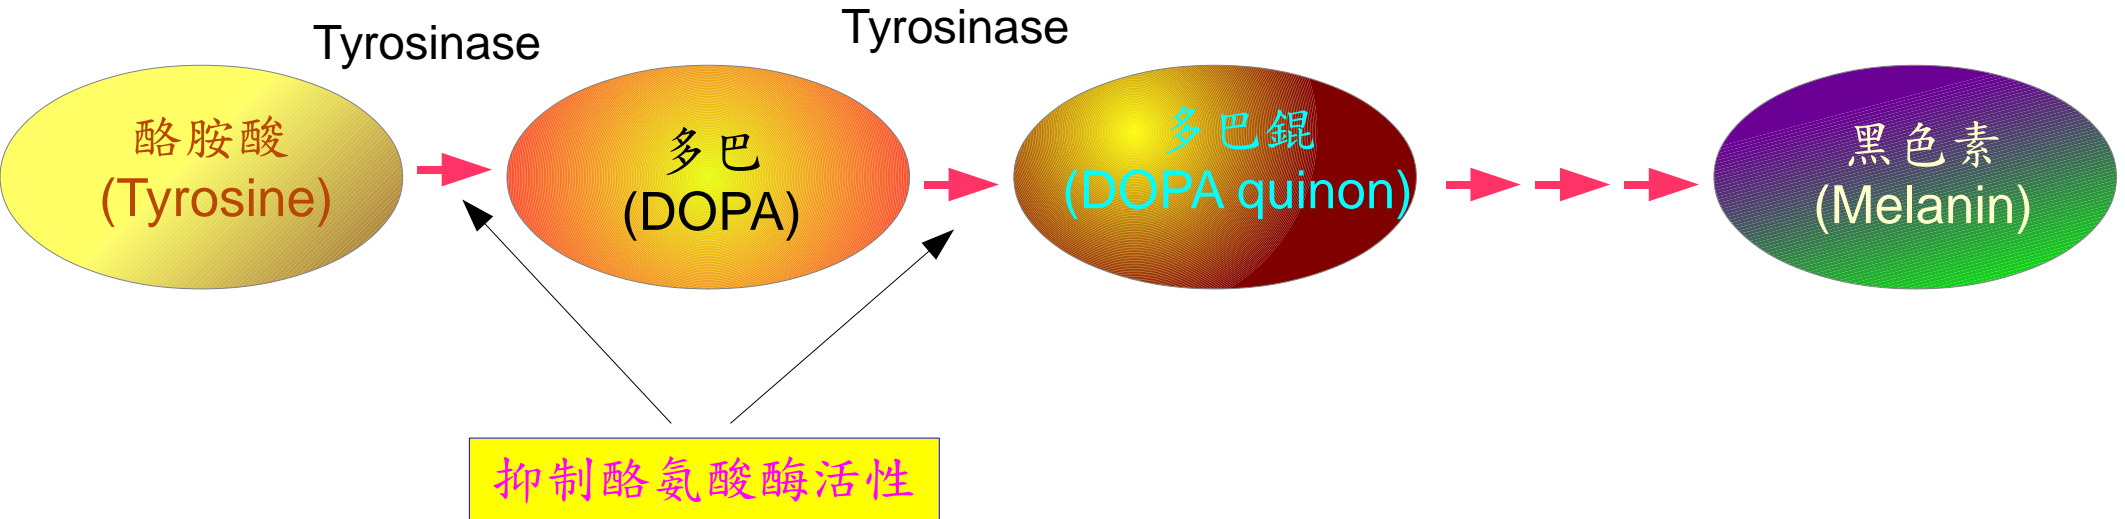 Tyrosinase
Tyrosinase
酪胺酸
(Tyrosine)
多巴
(DOPA)
多巴錕
(DOPA quinon)
黑色素
(Melanin)
抑制酪氨酸酶活性